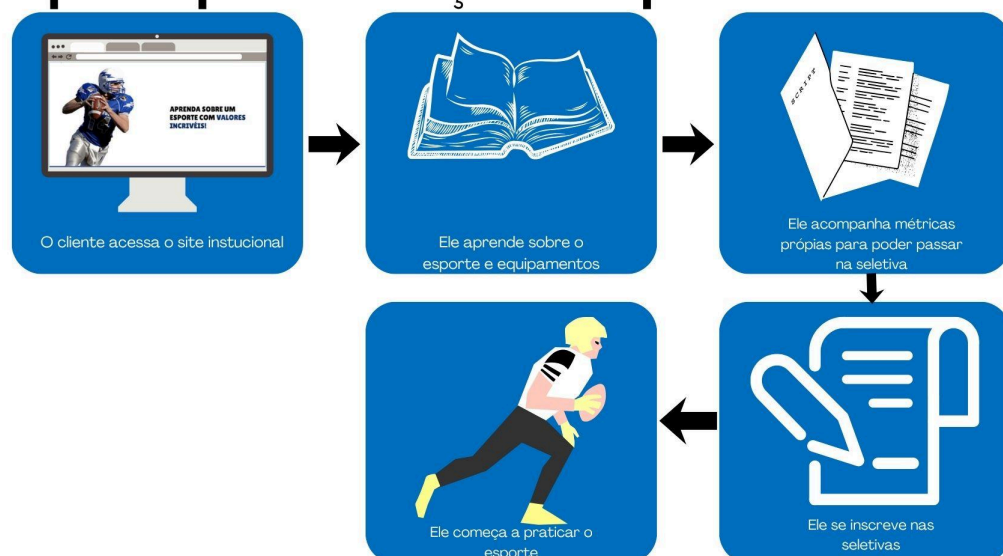 APRENDA SOBRE UM
ESPORTE COM VALORES
INCRIVÉIS!
O cliente acessa o site instucional
Ele aprende sobre o
esporte e equipamentos
SCRIPT
Ele acompanha métricas
própias para poder passar
na seletiva
Ele começa a praticar o
esporte
Ele se inscreve nas
seletivas